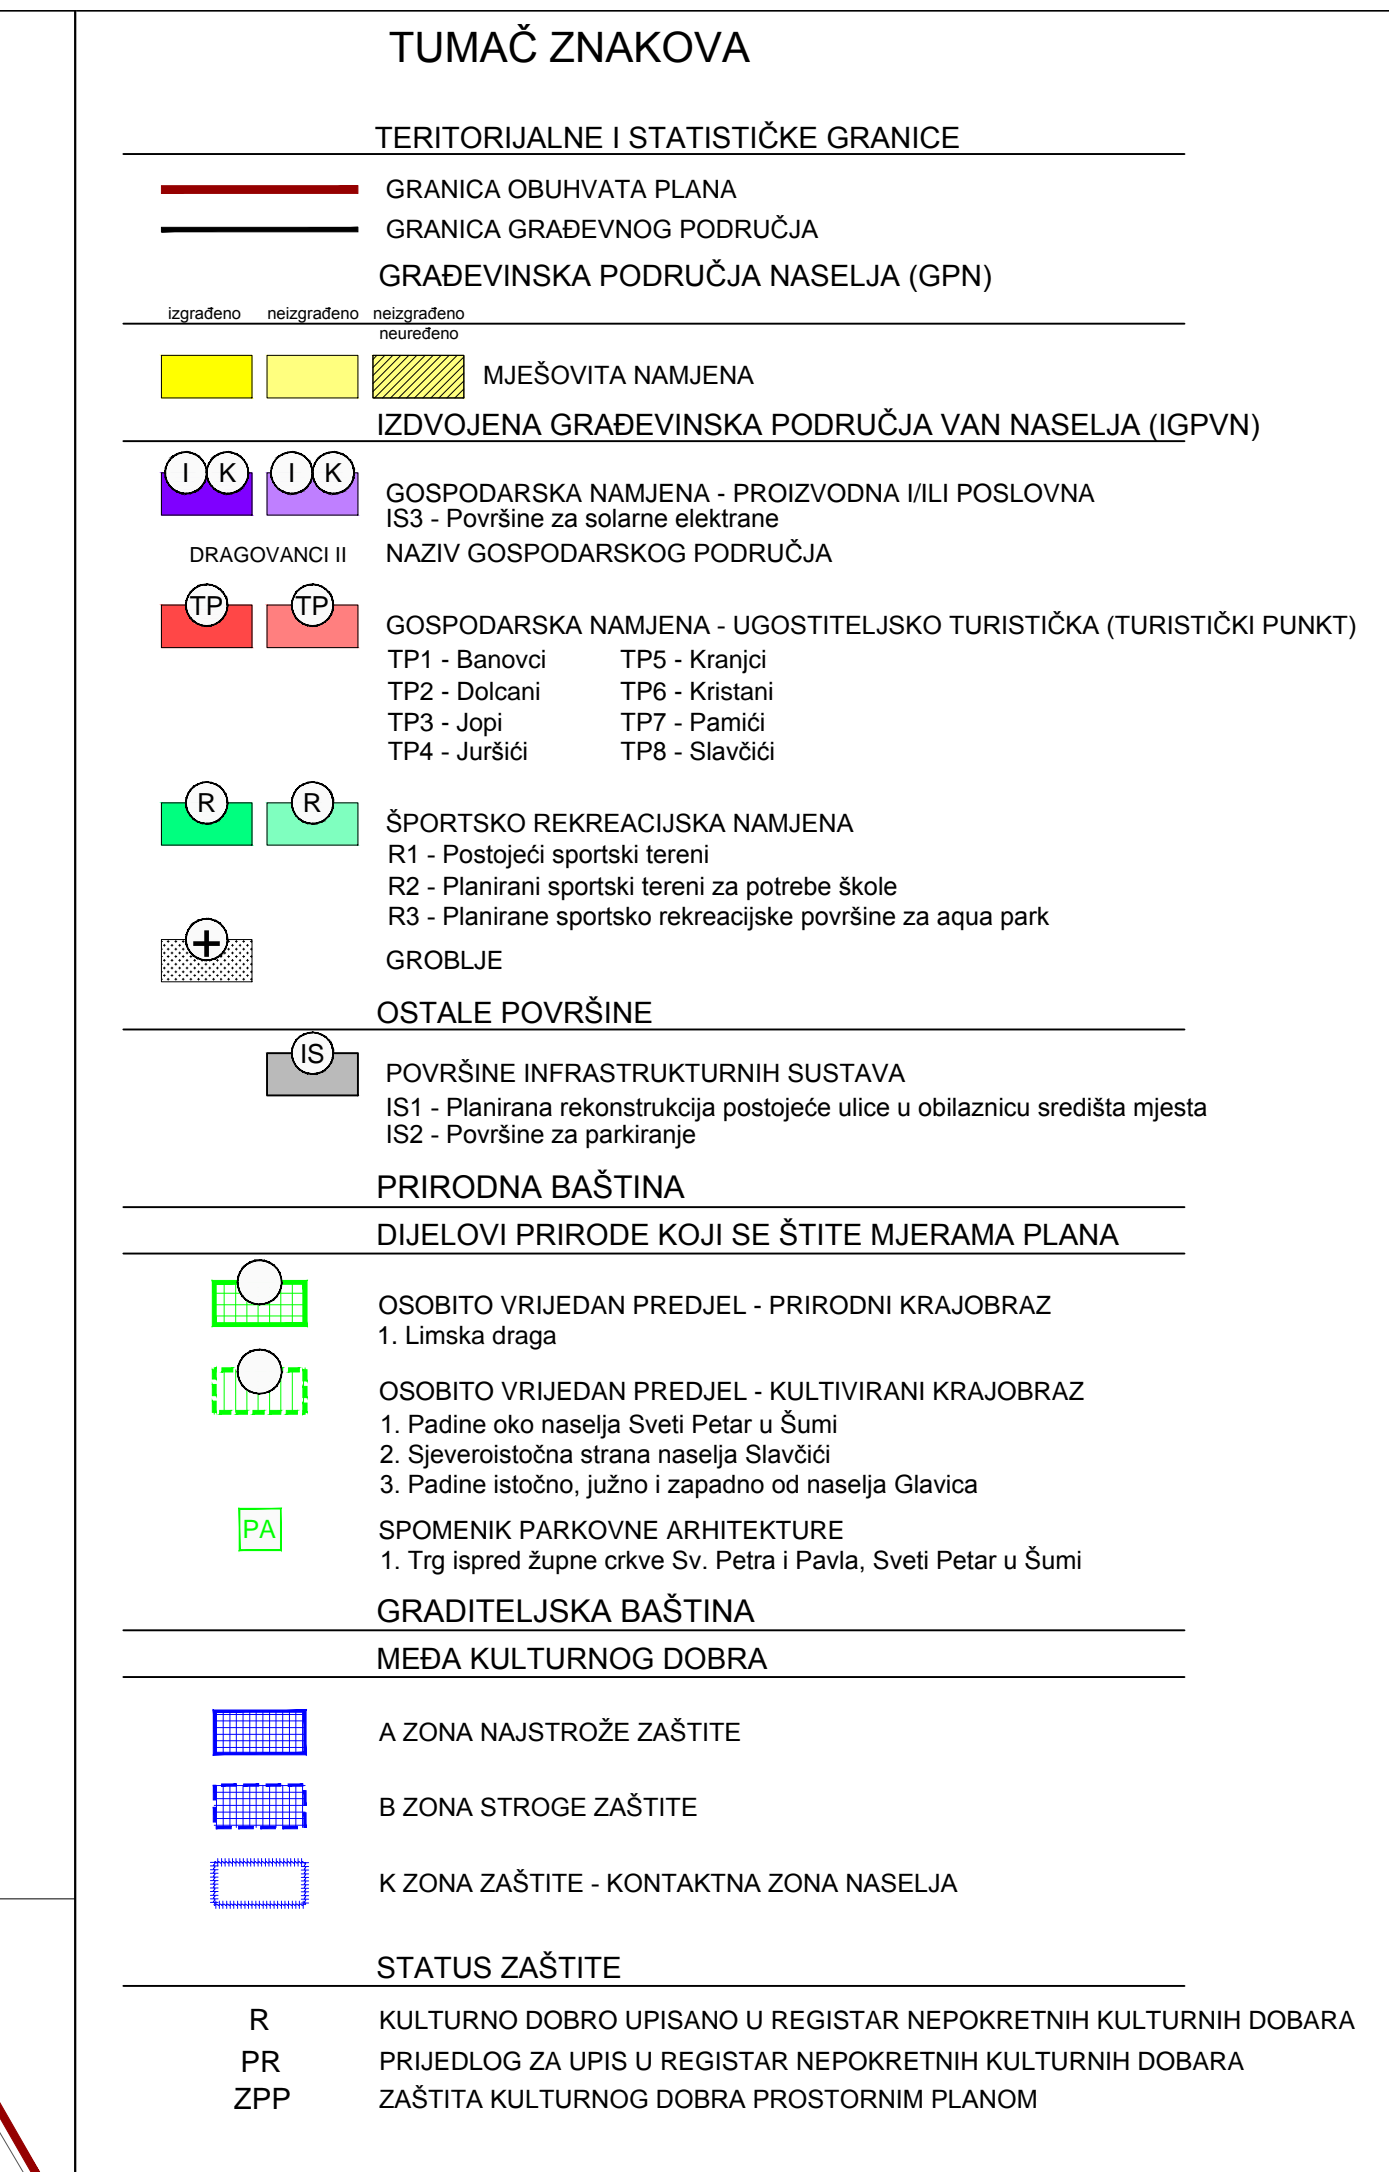 TUMAČ ZNAKOVA
TERITORIJALNE I STATISTIČKE GRANICE
GRANICA OBUHVATA PLANA
GRANICA GRAĐEVNOG PODRUČJA
GRAĐEVINSKA PODRUČJA NASELJA (GPN)
izgrađeno neizgrađeno neizgrađeno
neuređeno
MJEŠOVITA NAMJENA
IZDVOJENA GRAĐEVINSKA PODRUČJA VAN NASELJA (IGPVN)
I K I K
GOSPODARSKA NAMJENA - PROIZVODNA I/ILI POSLOVNA
IS3 - Površine za solarne elektrane
DRAGOVANCI II NAZIV GOSPODARSKOG PODRUČJA
TP TP
GOSPODARSKA NAMJENA - UGOSTITELJSKO TURISTIČKA (TURISTIČKI PUNKT)
TP1 - Banovci TP5 - Kranjci
TP2 - Dolcani TP6 - Kristani
TP3 - Jopi TP7 - Pamići
TP4 - Juršići TP8 - Slavčići
R R
ŠPORTSKO REKREACIJSKA NAMJENA
R1 - Postojeći sportski tereni
R2 - Planirani sportski tereni za potrebe škole
R3 - Planirane sportsko rekreacijske površine za aqua park
+
GROBLJE
OSTALE POVRŠINE
IS
POVRŠINE INFRASTRUKTURNIH SUSTAVA
IS1 - Planirana rekonstrukcija postojeće ulice u obilaznicu središta mjesta
IS2 - Površine za parkiranje
PRIRODNA BAŠTINA
DIJELOVI PRIRODE KOJI SE ŠTITE MJERAMA PLANA
OSOBITO VRIJEDAN PREDJEL - PRIRODNI KRAJOBRAZ
1. Limska draga
OSOBITO VRIJEDAN PREDJEL - KULTIVIRANI KRAJOBRAZ
1. Padine oko naselja Sveti Petar u Šumi
2. Sjeveroistočna strana naselja Slavčići
3. Padine istočno, južno i zapadno od naselja Glavica
PA SPOMENIK PARKOVNE ARHITEKTURE
1. Trg ispred župne crkve Sv. Petra i Pavla, Sveti Petar u Šumi
GRADITELJSKA BAŠTINA
MEĐA KULTURNOG DOBRA
A ZONA NAJSTROŽE ZAŠTITE
B ZONA STROGE ZAŠTITE
K ZONA ZAŠTITE - KONTAKTNA ZONA NASELJA
STATUS ZAŠTITE
R KULTURNO DOBRO UPISANO U REGISTAR NEPOKRETNIH KULTURNIH DOBARA
PR PRIJEDLOG ZA UPIS U REGISTAR NEPOKRETNIH KULTURNIH DOBARA
ZPP ZAŠTITA KULTURNOG DOBRA PROSTORNIM PLANOM